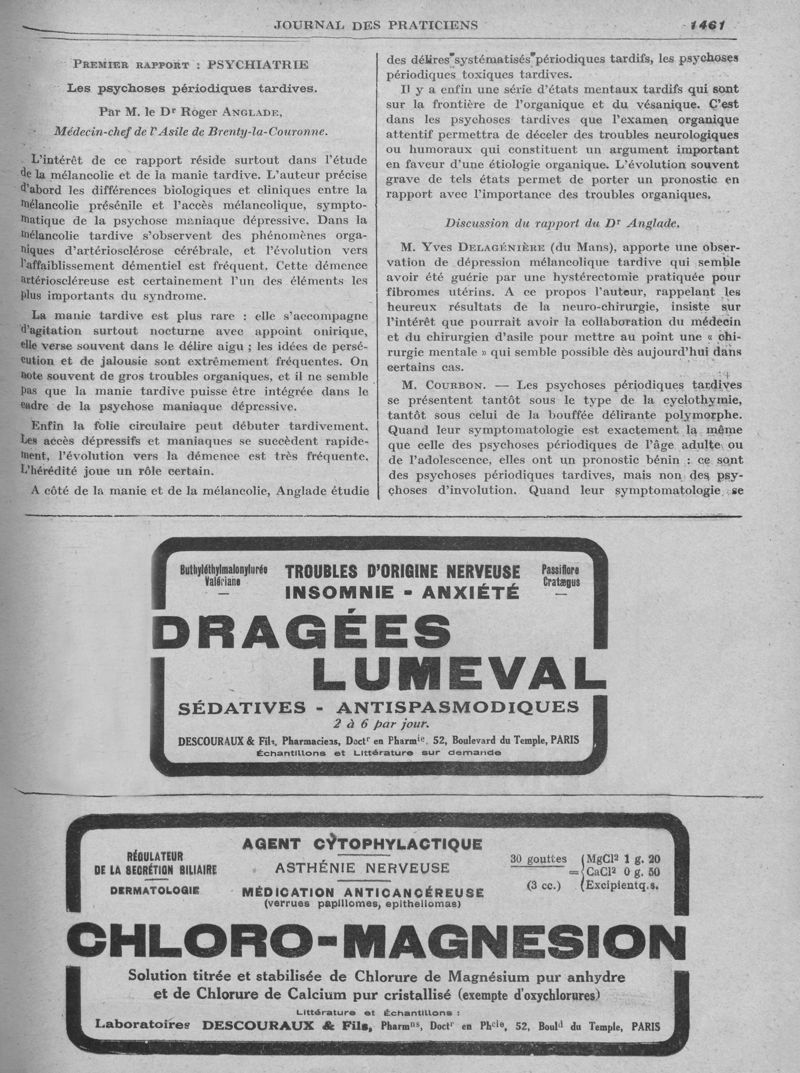 JOURNAL DES PRATICIENS 1461
PREMIER RAPPORT : PSYCHIATRIE
Les psychoses périodiques tardives.
Par M. le Dr Roger ANGLADE,
Médecin-chef de l'Asile de Brenty-la-Couronne.
L'intérêt de ce rapport réside surtout dans l'étude
de la mélancolie et de la manie tardive. L'auteur précise
d'abord les différences biologiques et cliniques entre la
mélancolie présénile et l'accès mélancolique, sympto-
matique de la psychose maniaque dépressive. Dans la
mélancolie tardive s'observent des phénomènes orga-
niques d'artériosclérose cérébrale, et l'évolution vers
l'affaiblissement démentiel est fréquent. Cette démence
artérioscléreuse est certainement l'un des éléments les
plus importants du syndrome.
La manie tardive est plus rare : elle s'accompagne
d'agitation surtout nocturne avec appoint onirique,
elle verse souvent dans le délire aigu ; les idées de persé-
cution et de jalousie sont extrêmement fréquentes. On
note souvent de gros troubles organiques, et il ne semble
pas que la manie tardive puisse être intégrée dans le
cadre de la psychose maniaque dépressive.
Enfin la folie circulaire peut débuter tardivement.
Les accès dépressifs et maniaques se succèdent rapide-
ment, l'évolution vers la démence est très fréquente.
L'hérédité joue un rôle certain.
A côté de la manie et de la mélancolie, Anglade étudie
des délires systématisés périodiques tardifs, les psychoses
périodiques toxiques tardives.
Il y a enfin une série d'états mentaux tardifs qui sont
sur la frontière de l'organique et du vésanique. C'est
dans les psychoses tardives que l'examen organique
attentif permettra de déceler des troubles neurologiques
ou humoraux qui constituent un argument important
en faveur d'une étiologie organique. L'évolution souvent
grave de tels états permet de porter un pronostic en
rapport avec l'importance des troubles organiques.
Discussion du rapport du Dr Anglade.
M. YVES DELAGÉNIÈRE (du Mans), apporte une obser-
vation de dépression mélancolique tardive qui semble
avoir été guérie par une hystérectomie pratiquée pour
fibromes utérins. A ce propos l'auteur, rappelant les
heureux résultats de la neuro-chirurgie, insiste sur
l'intérêt que pourrait avoir la collaboration du médecin
et du chirurgien d'asile pour mettre au point une « chi-
rurgie mentale » qui semble possible dès aujourd'hui dans
certains cas.
M. COURBON. — Les psychoses périodiques tardives
se présentent tantôt sous le type de la cyclothymie,
tantôt sous celui de la bouffée délirante polymorphe.
Quand leur symptomatologie est exactement la même
que celle des psychoses périodiques de l'âge adulte ou
de l'adolescence, elles ont un pronostic bénin : ce sont
des psychoses périodiques tardives, mais non des psy-
choses d'involution. Quand leur symptomatologie se
Buthyléthylmalonylurée
Valériane
TROUBLES D'ORIGINE NERVEUSE
INSOMNIE - ANXIÉTÉ
Passiflore
Cratægus
DRAGÉES
LUMEVAL
SÉDATIVES - ANTISPASMODIQUES
2 à 6 par jour.
DESCOURAUX & Fils, Pharmaciens, Doctr en Pharmie, 52, Boulevard du Temple, PARIS
Échantillons et Littérature sur demande
RÉGULATEUR
DE LA SECRÉTION BILIAIRE
DERMATOLOGIE
AGENT CYTOPHYLACTIQUE
ASTHÉNIE NERVEUSE
MÉDICATION ANTICANCÉREUSE
(verrues papillomes, epitheliomas)
30 gouttes = (3 cc.)
MgCl² 1 g. 20
CaCl² 0 g. 50
Excipient q.s.
CHLORO-MAGNESION
Solution titrée et stabilisée de Chlorure de Magnésium pur anhydre
et de Chlorure de Calcium pur cristallisé (exempte d'oxychlorures)
Littérature et Échantillons :
Laboratoires DESCOURAUX & Fils, Pharmns, Doctr en Phcie, 52, Bould du Temple, PARIS